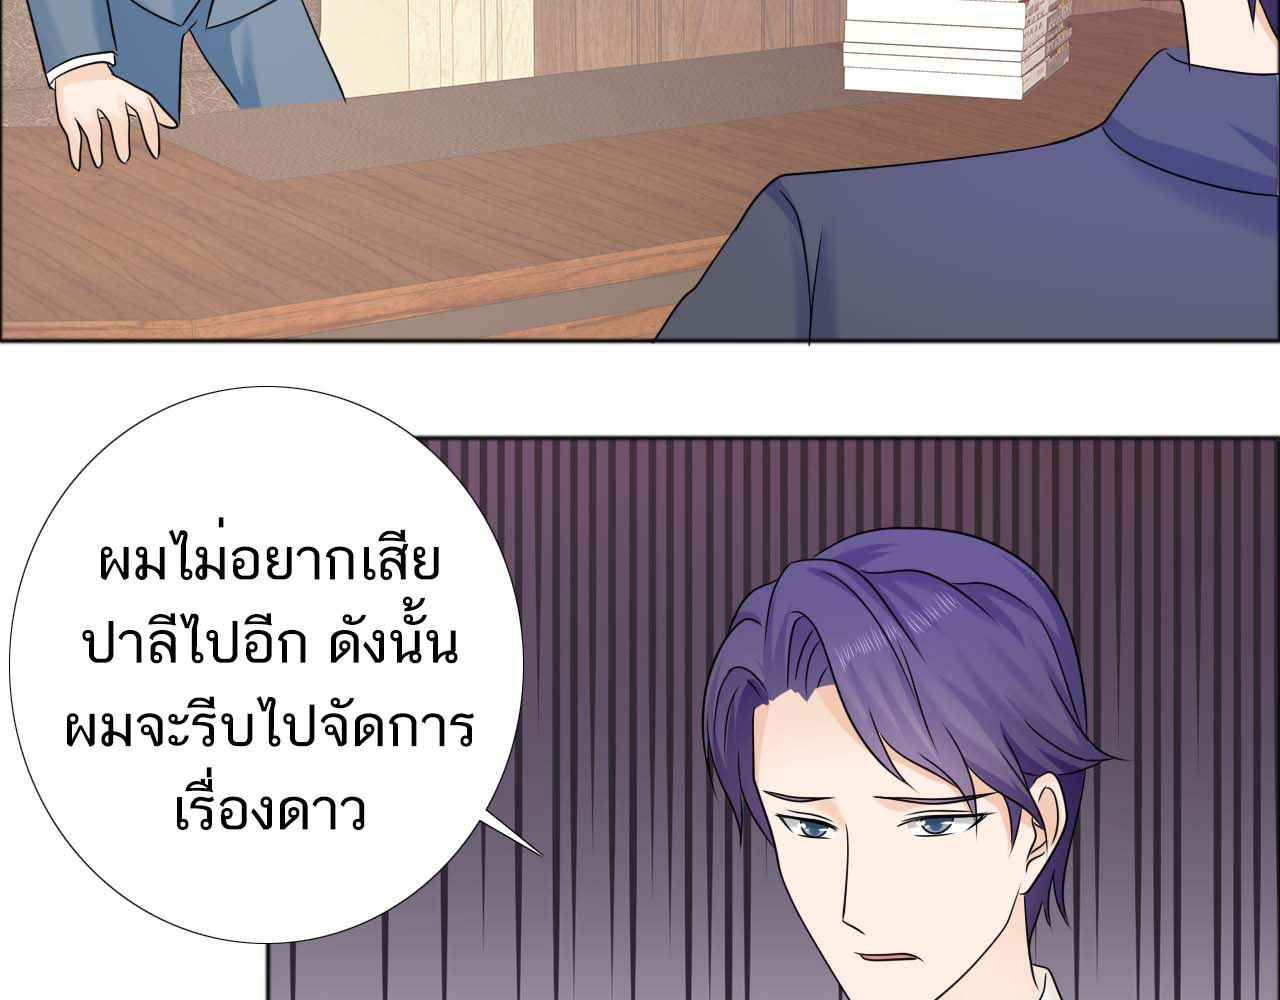 ผมไม่อยากเสีย
ปาลีไปอีก ดังนั้น
ผมจะรีบไปจัดการ
เรื่องดาว